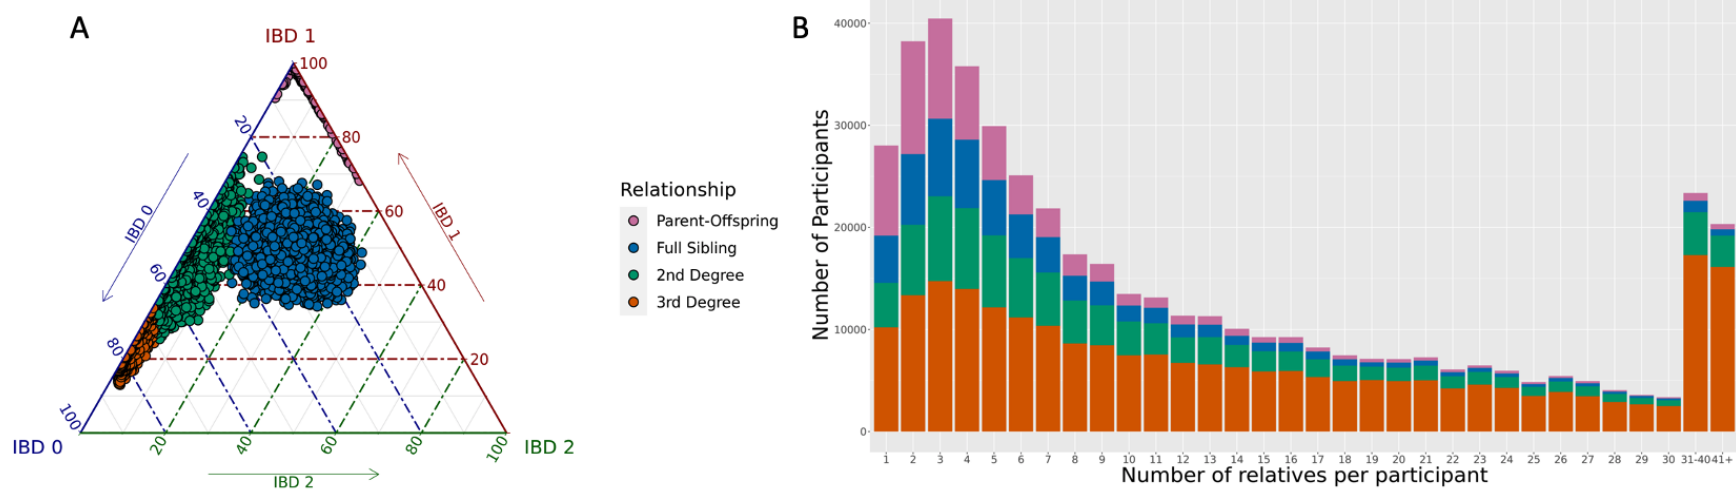 A
IBD 1
100
20
80
40
IBD 0
60
IBD 1
60
40
80
20
100
IBD 0
20
40
60
80
100
IBD 2
IBD 2
Relationship
Parent-Offspring
Full Sibling
2nd Degree
3rd Degree
B
Number of Participants
40000
30000
20000
10000
0
1 2 3 4 5 6 7 8 9 10 11 12 13 14 15 16 17 18 19 20 21 22 23 24 25 26 27 28 29 30 31-40 41+
Number of relatives per participant